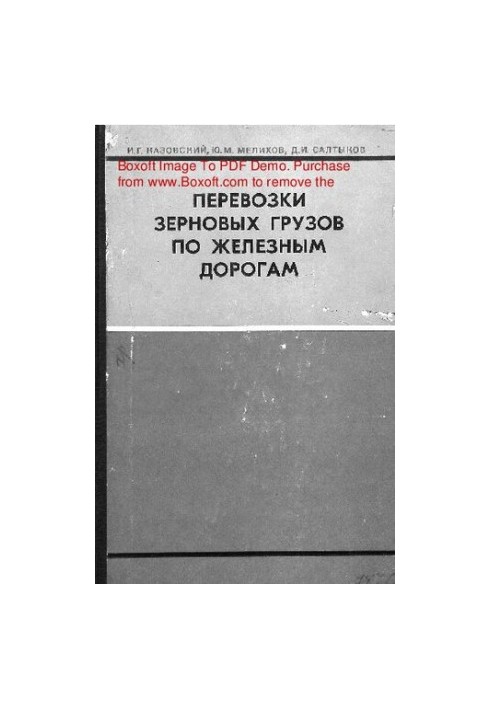 И.Г. КАЗОВСКИЙ, Ю.М. МЕЛИКОВ, Д.И. САЛТЫКОВ
Boxoft Image To PDF Demo. Purchase
from www.Boxoft.com to remove the
ПЕРЕВОЗКИ
ЗЕРНОВЫХ ГРУЗОВ
ПО ЖЕЛЕЗНЫМ
ДОРОГАМ